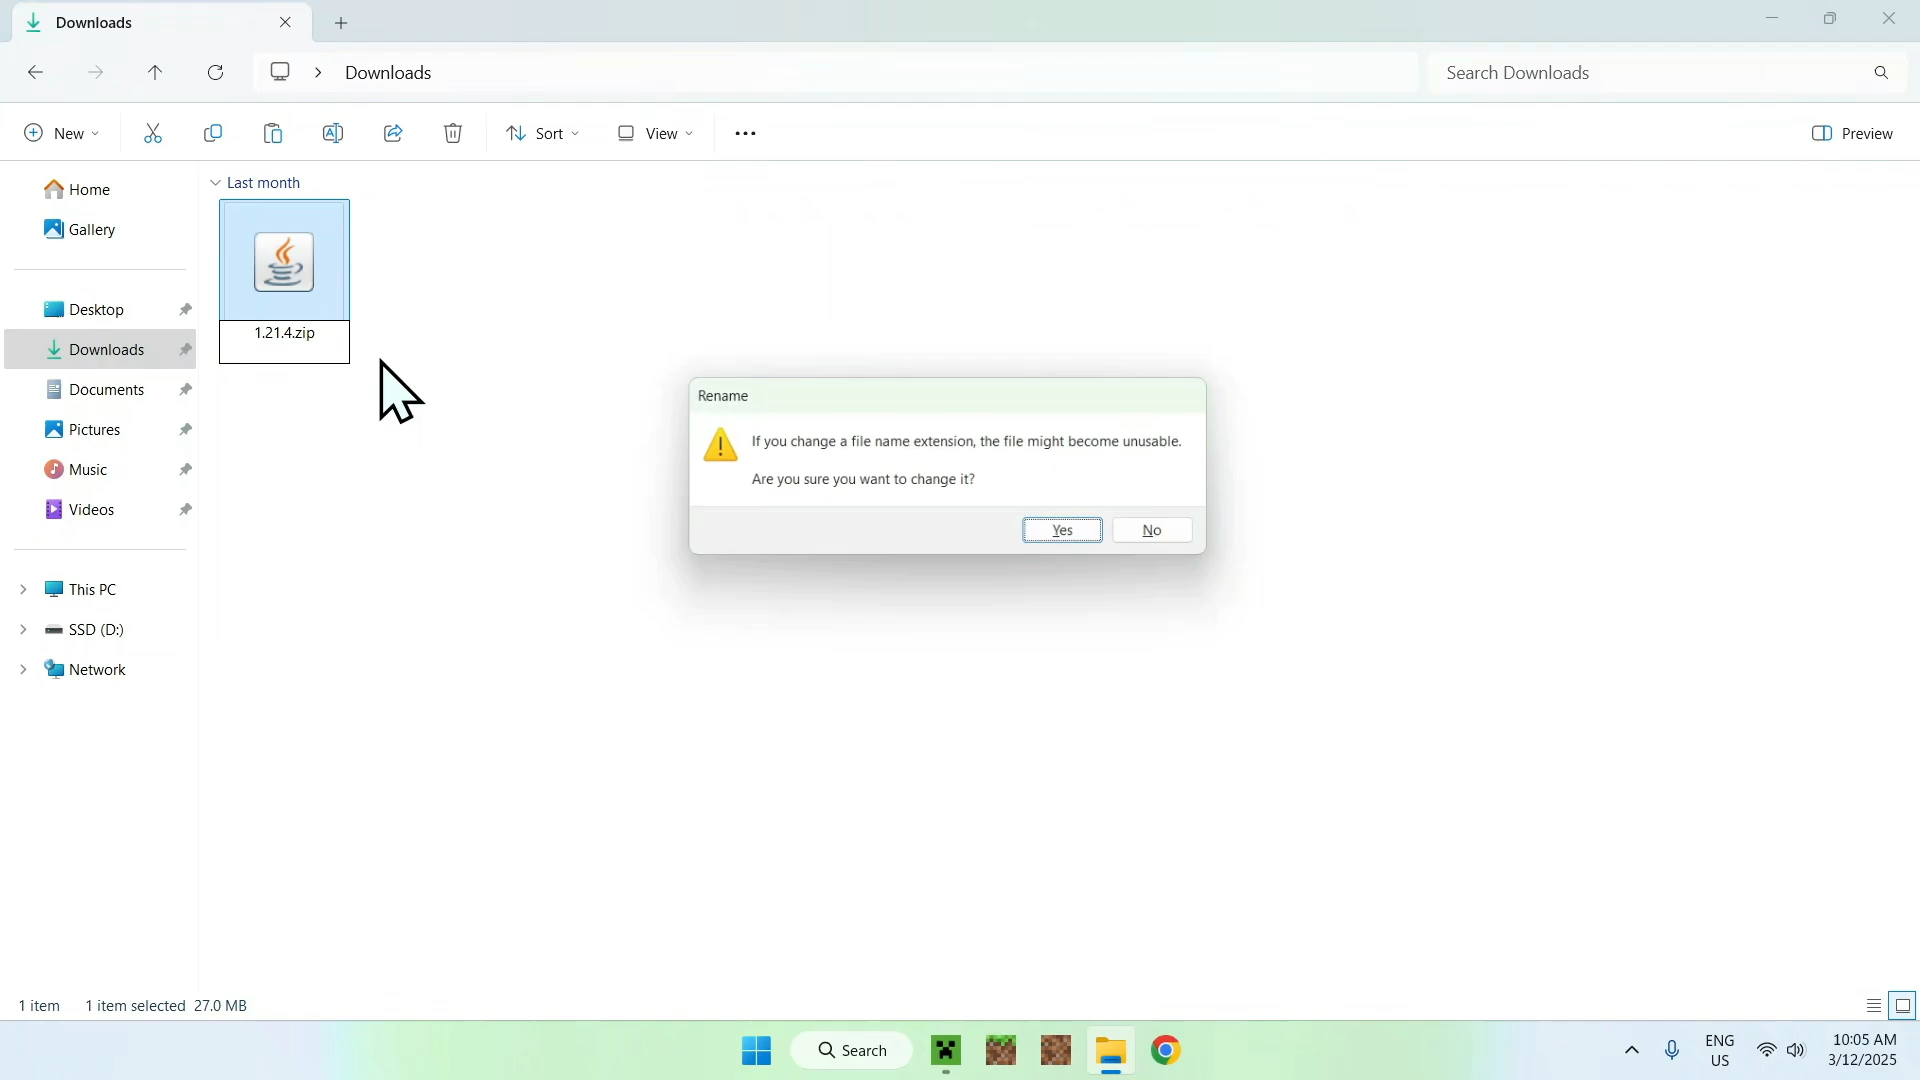 Downloads
Downloads
Search Downloads
New
Sort
View
Preview
Home
Gallery
Desktop
Downloads
Documents
Pictures
Music
Videos
This PC
SSD (D:)
Network
Last month
1.21.4.zip
Rename
If you change a file name extension, the file might become unusable.
Are you sure you want to change it?
Yes
No
1 item
1 item selected 27.0 MB
Search
ENG
US
10:05 AM
3/12/2025